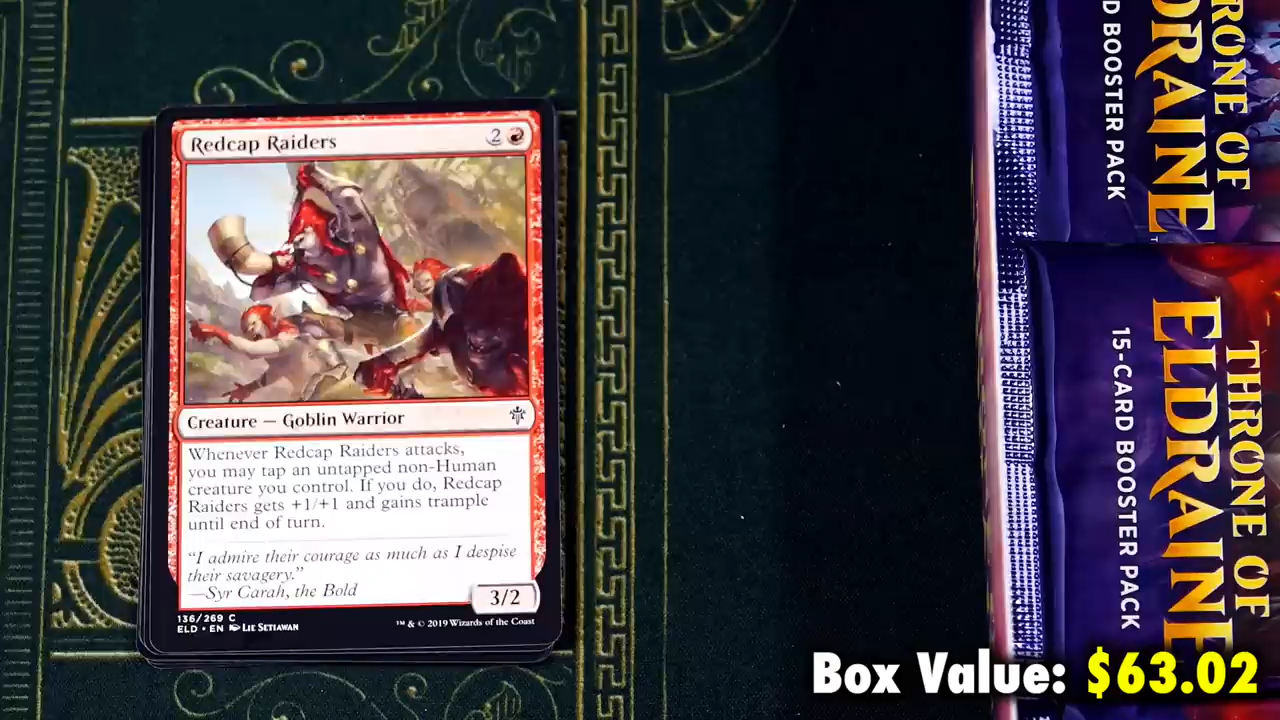 Redcap Raiders 2
Creature — Goblin Warrior
Whenever Redcap Raiders attacks,
you may tap an untapped non-Human
creature you control. If you do, Redcap
Raiders gets +1/+1 and gains trample
until end of turn.
“I admire their courage as much as I despise
their savagery.”
—Syr Carah, the Bold
3/2
136/269 C
ELD • EN Lie Setiawan
™ & © 2019 Wizards of the Coast
RONE OF
DRAINE
D BOOSTER PACK
THRONE OF
ELDRAINE
15-CARD BOOSTER PACK
Box Value: $63.02